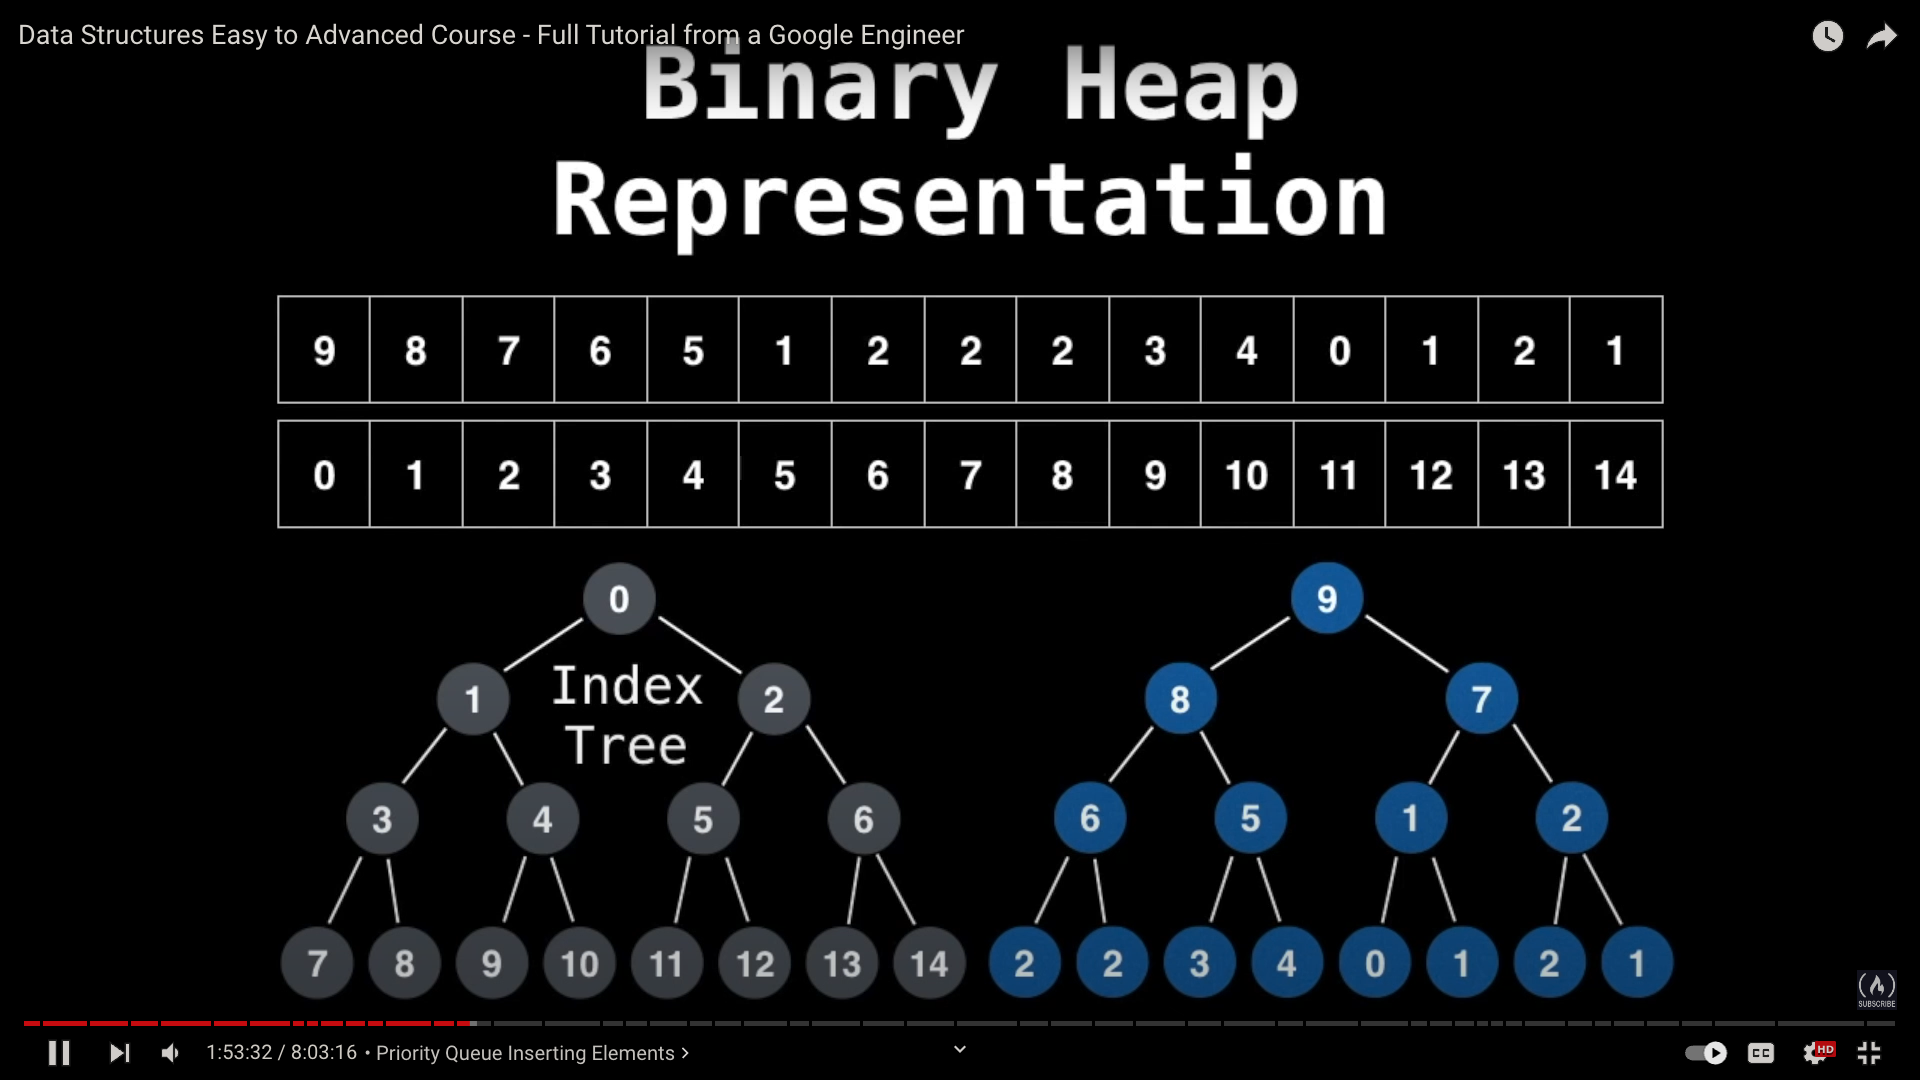 Data Structures Easy to Advanced Course - Full Tutorial from a Google Engineer
Binary Heap
Representation
9 8 7 6 5 1 2 2 2 3 4 0 1 2 1
0 1 2 3 4 5 6 7 8 9 10 11 12 13 14
0
1 2
Index
Tree
3 4 5 6
7 8 9 10 11 12 13 14
9
8 7
6 5 1 2
2 2 3 4 0 1 2 1
SUBSCRIBE
1:53:32 / 8:03:16 • Priority Queue Inserting Elements >
CC
HD